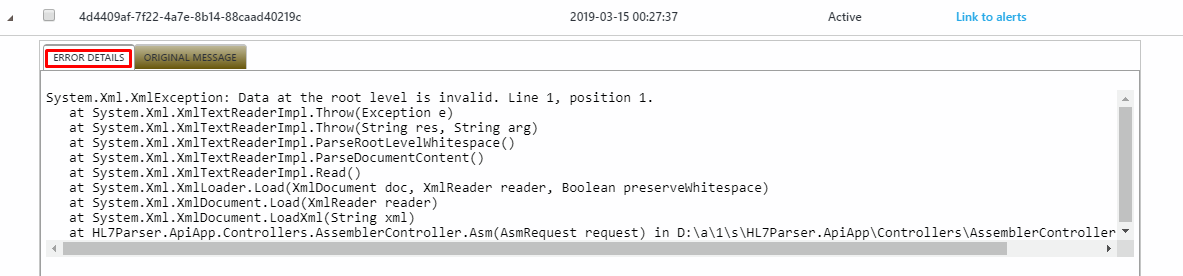 4d4409af-7f22-4a7e-8b14-88caad40219c 2019-03-15 00:27:37 Active Link to alerts
ERROR DETAILS ORIGINAL MESSAGE
System.Xml.XmlException: Data at the root level is invalid. Line 1, position 1.
at System.Xml.XmlTextReaderImpl.Throw(Exception e)
at System.Xml.XmlTextReaderImpl.Throw(String res, String arg)
at System.Xml.XmlTextReaderImpl.ParseRootLevelWhitespace()
at System.Xml.XmlTextReaderImpl.ParseDocumentContent()
at System.Xml.XmlTextReaderImpl.Read()
at System.Xml.XmlLoader.Load(XmlDocument doc, XmlReader reader, Boolean preserveWhitespace)
at System.Xml.XmlDocument.Load(XmlReader reader)
at System.Xml.XmlDocument.LoadXml(String xml)
at HL7Parser.ApiApp.Controllers.AssemblerController.Asm(AsmRequest request) in D:\a\1\s\HL7Parser.ApiApp\Controllers\AssemblerController